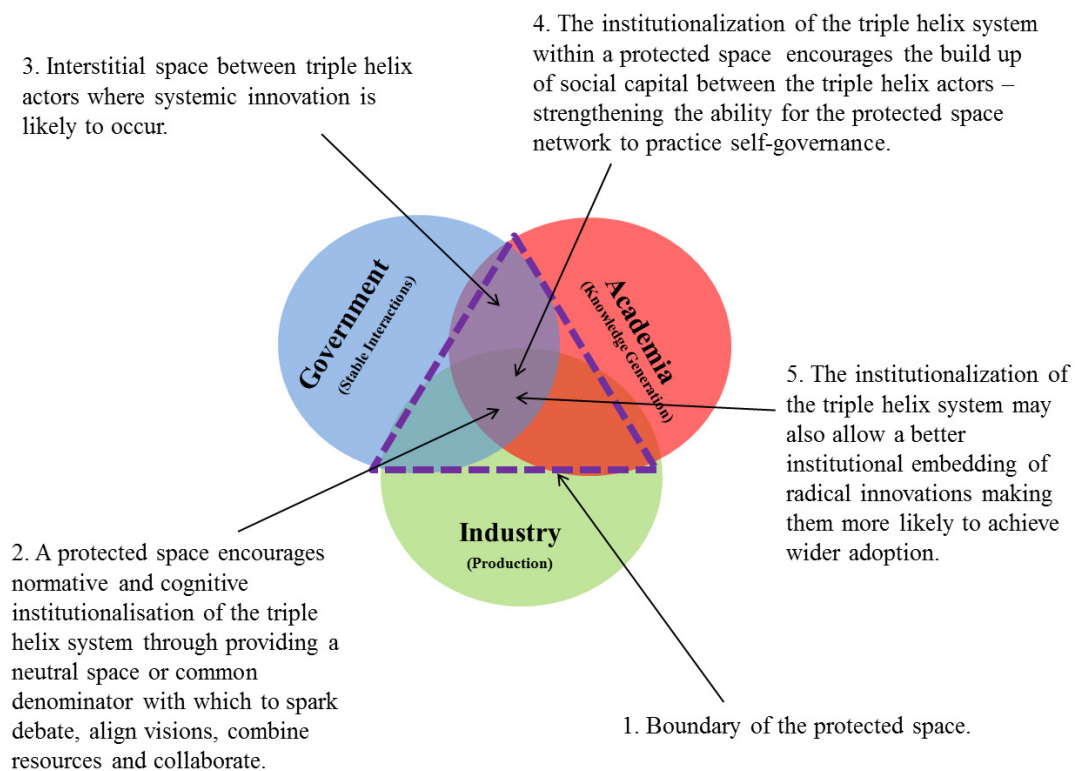 3. Interstitial space between triple helix
actors where systemic innovation is
likely to occur.
4. The institutionalization of the triple helix system
within a protected space encourages the build up
of social capital between the triple helix actors –
strengthening the ability for the protected space
network to practice self-governance.
Government
(Stable Interactions)
Academia
(Knowledge Generation)
Industry
(Production)
5. The institutionalization of
the triple helix system may
also allow a better
institutional embedding of
radical innovations making
them more likely to achieve
wider adoption.
2. A protected space encourages
normative and cognitive
institutionalisation of the triple
helix system through providing a
neutral space or common
denominator with which to spark
debate, align visions, combine
resources and collaborate.
1. Boundary of the protected space.